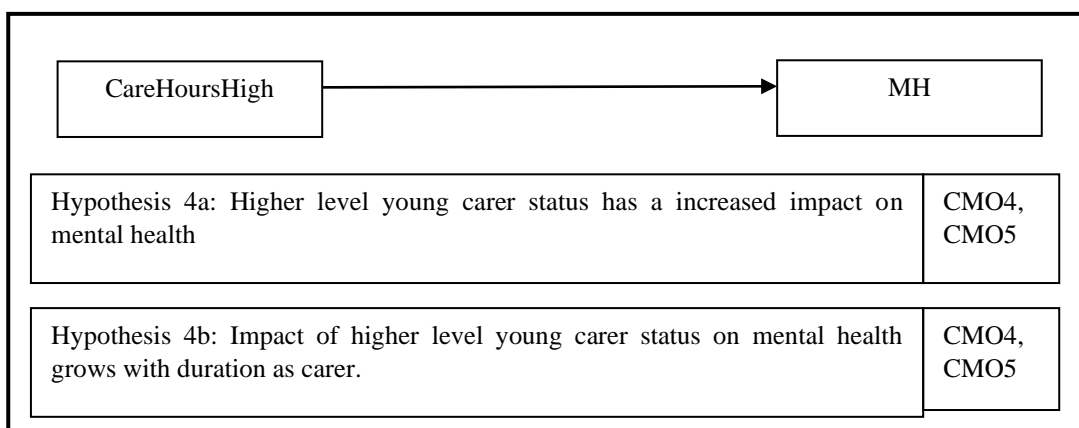 CareHoursHigh
MH
Hypothesis 4a: Higher level young carer status has a increased impact on
mental health
CMO4,
CMO5
Hypothesis 4b: Impact of higher level young carer status on mental health
grows with duration as carer.
CMO4,
CMO5